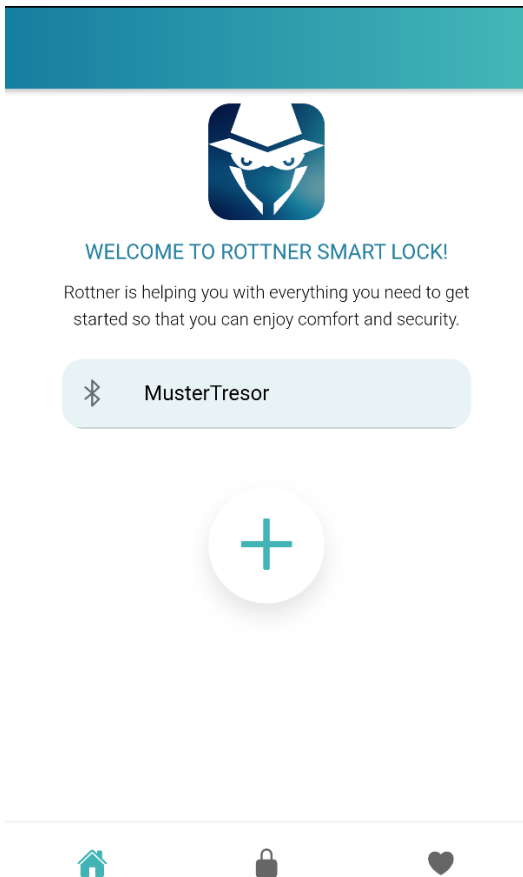 WELCOME TO ROTTNER SMART LOCK!
Rottner is helping you with everything you need to get
started so that you can enjoy comfort and security.
MusterTresor